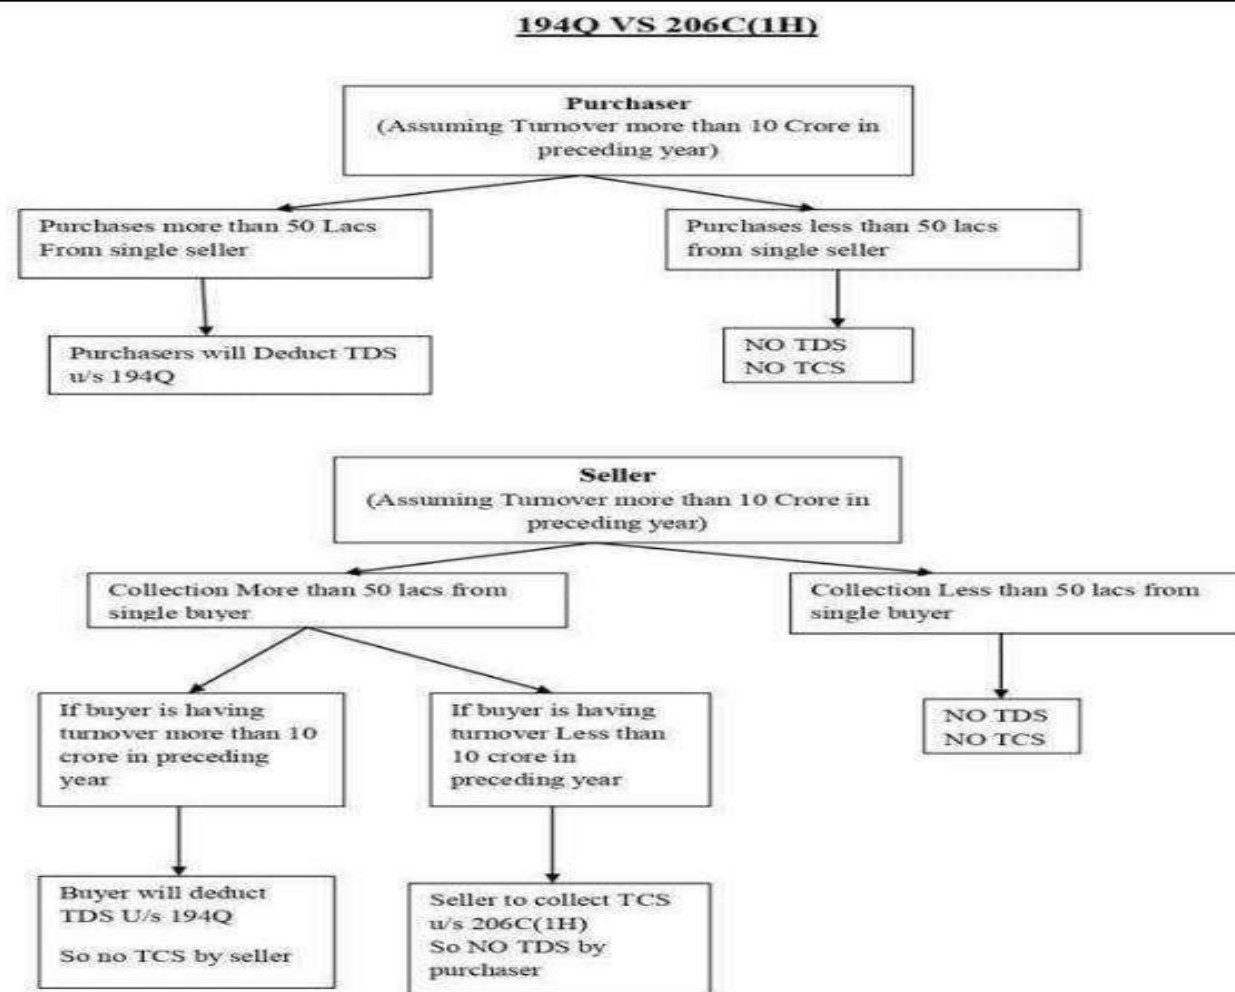 194Q VS 206C(1H)
Purchaser
(Assuming Turnover more than 10 Crore in
preceding year)
Purchases more than 50 Lacs
From single seller
Purchases less than 50 lacs
from single seller
Purchasers will Deduct TDS
u/s 194Q
NO TDS
NO TCS
Seller
(Assuming Turnover more than 10 Crore in
preceding year)
Collection More than 50 lacs from
single buyer
Collection Less than 50 lacs from
single buyer
If buyer is having
turnover more than 10
crore in preceding
year
If buyer is having
turnover Less than
10 crore in
preceding year
NO TDS
NO TCS
Buyer will deduct
TDS U/s 194Q
So no TCS by seller
Seller to collect TCS
u/s 206C(1H)
So NO TDS by
purchaser